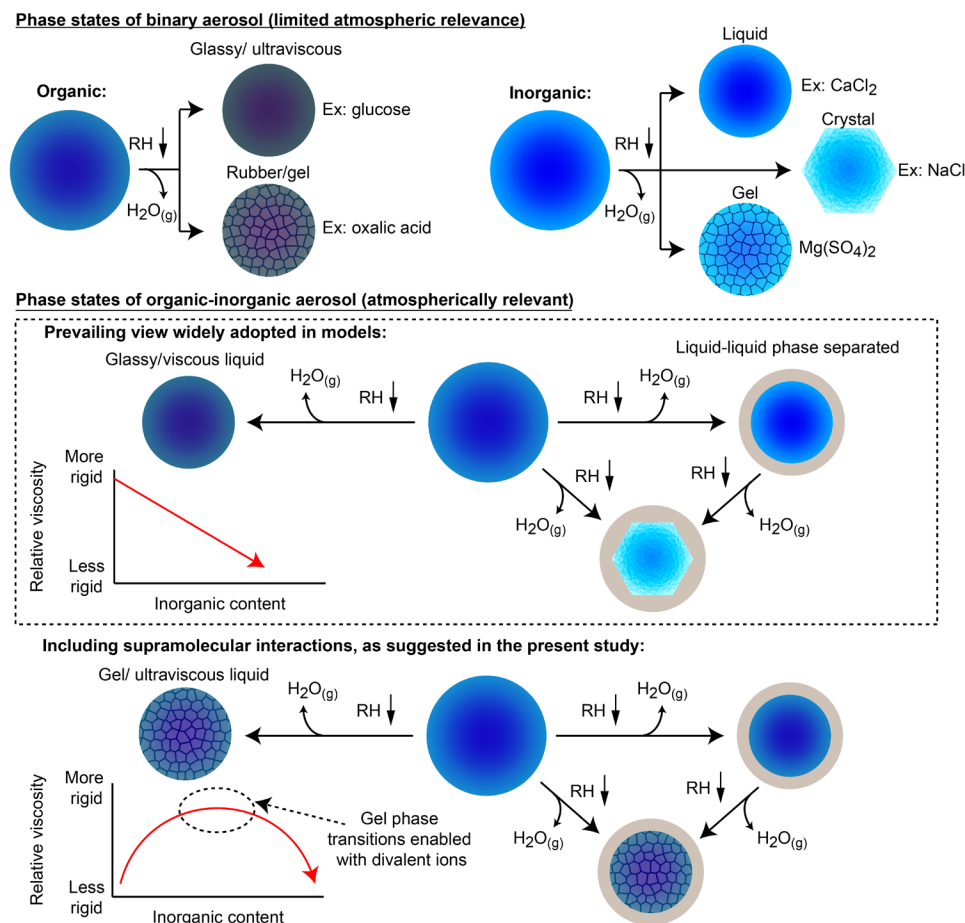 Phase states of binary aerosol (limited atmospheric relevance)
Glassy/ ultraviscous
Organic:
RH
H2O(g)
Ex: glucose
Rubber/gel
Ex: oxalic acid
Inorganic:
RH
H2O(g)
Liquid
Ex: CaCl2
Crystal
Ex: NaCl
Gel
Mg(SO4)2
Phase states of organic-inorganic aerosol (atmospherically relevant)
Prevailing view widely adopted in models:
Glassy/viscous liquid
H2O(g)
RH
RH
H2O(g)
Liquid-liquid phase separated
RH
H2O(g)
RH
H2O(g)
Relative viscosity
More
rigid
Less
rigid
Inorganic content
Including supramolecular interactions, as suggested in the present study:
Gel/ ultraviscous liquid
H2O(g)
RH
RH
H2O(g)
RH
H2O(g)
RH
H2O(g)
Relative viscosity
More
rigid
Less
rigid
Gel phase
transitions enabled
with divalent ions
Inorganic content